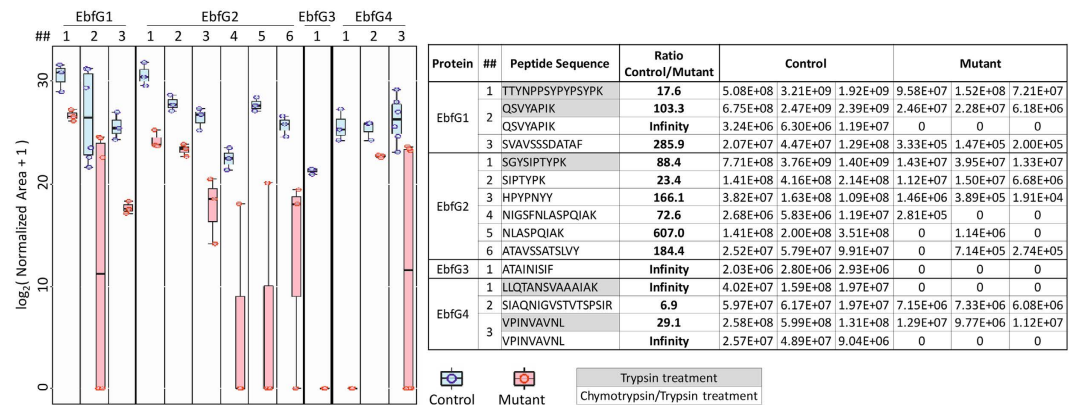 EbfG1 EbfG2 EbfG3 EbfG4
## 1 2 3 1 2 3 4 5 6 1 1 2 3
log2( Normalized Area + 1 )
30
20
10
0
Protein ## Peptide Sequence Ratio Control/Mutant Control Mutant
EbfG1 1 TTYNPPSYPYPSYPK 17.6 5.08E+08 3.21E+09 1.92E+09 9.58E+07 1.52E+08 7.21E+07
2 QSVYAPIK 103.3 6.75E+08 2.47E+09 2.39E+09 2.46E+07 2.28E+07 6.18E+06
QSVYAPIK Infinity 3.24E+06 6.30E+06 1.19E+07 0 0 0
3 SVAVSSSDATAF 285.9 2.07E+07 4.47E+07 1.29E+08 3.33E+05 1.47E+05 2.00E+05
EbfG2 1 SGYSIPTYPK 88.4 7.71E+08 3.76E+09 1.40E+09 1.43E+07 3.95E+07 1.33E+07
2 SIPTYPK 23.4 1.41E+08 4.16E+08 2.14E+08 1.12E+07 1.50E+07 6.68E+06
3 HPYPNYY 166.1 3.82E+07 1.63E+08 1.09E+08 1.46E+06 3.89E+05 1.91E+04
4 NIGSFNLASPQIAK 72.6 2.68E+06 5.83E+06 1.19E+07 2.81E+05 0 0
5 NLASPQIAK 607.0 1.41E+08 2.00E+08 3.51E+08 0 1.14E+06 0
6 ATAVSSATSLVY 184.4 2.52E+07 5.79E+07 9.91E+07 0 7.14E+05 2.74E+05
EbfG3 1 ATAINISIF Infinity 2.03E+06 2.80E+06 2.93E+06 0 0 0
EbfG4 1 LLQTANSVAAAIAK Infinity 4.02E+07 1.59E+08 1.97E+07 0 0 0
2 SIAQNIGVSTVTSPSIR 6.9 5.97E+07 6.17E+07 1.97E+07 7.15E+06 7.33E+06 6.08E+06
3 VPINVAVNL 29.1 2.58E+08 5.99E+08 1.31E+08 1.29E+07 9.77E+06 1.12E+07
VPINVAVNL Infinity 2.57E+07 4.89E+07 9.04E+06 0 0 0
Control Mutant
Trypsin treatment
Chymotrypsin/Trypsin treatment